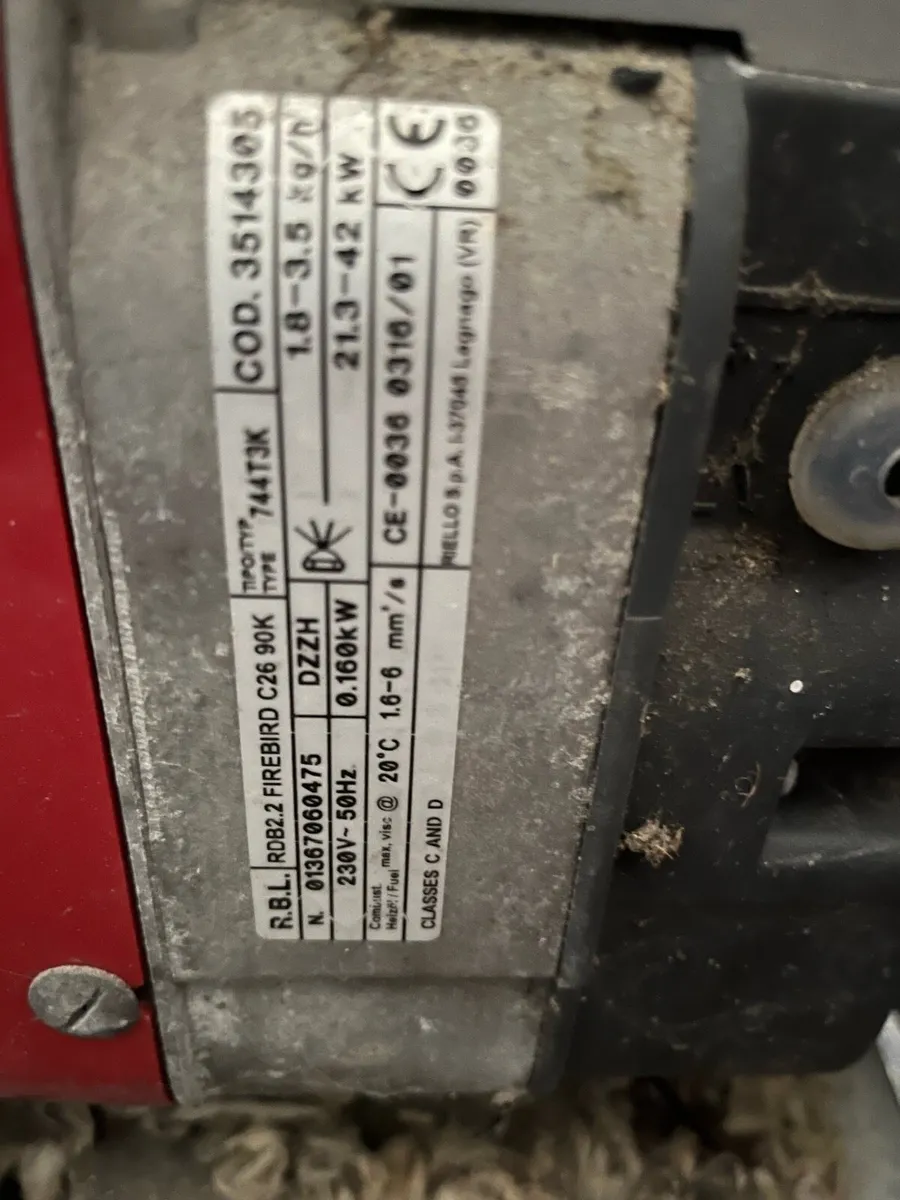 R.B.L. RDB2.2 FIREBIRD C26 90K TIPO/TYP TYPE 744T3K COD. 3514305
N. 01367060475 DZZH 1.8-3.5 kg/h
230V~ 50Hz 0.160kW 21.3-42 kW
Combust.
Heizöl/Fuel max. visc @ 20°C 1.6-6 mm²/s CE-0036 0316/01 CE
CLASSES C AND D RIELLO S.p.A. I-37048 Legnago (VR) 0036